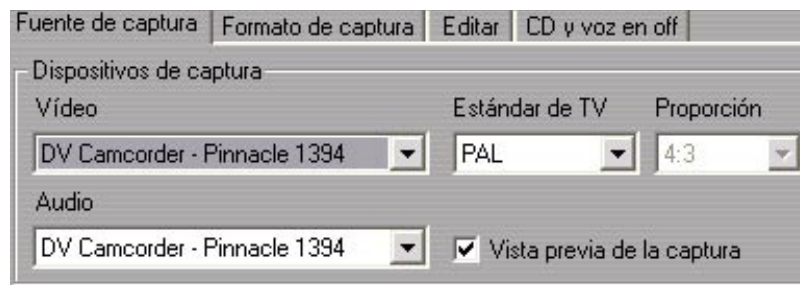 Fuente de captura Formato de captura Editar CD y voz en off
Dispositivos de captura
Vídeo Estándar de TV Proporción
DV Camcorder - Pinnacle 1394 PAL 4:3
Audio
DV Camcorder - Pinnacle 1394 Vista previa de la captura